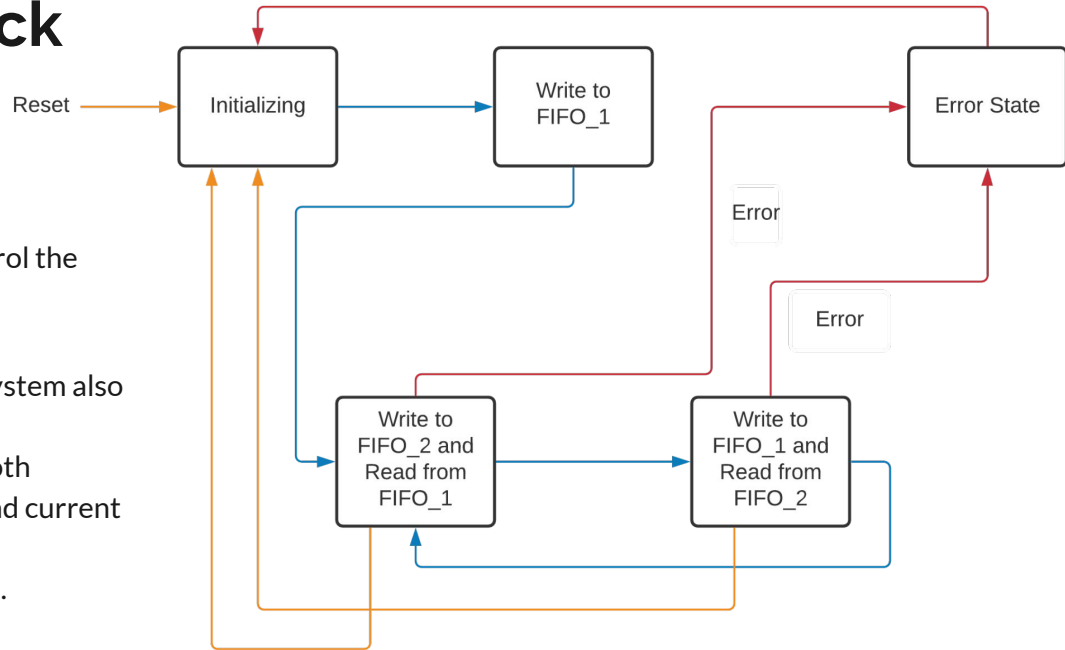 ck
Reset
Initializing
Write to
FIFO_1
Error State
Error
rol the
Error
ystem also
oth
nd current
.
Write to
FIFO_2 and
Read from
FIFO_1
Write to
FIFO_1 and
Read from
FIFO_2